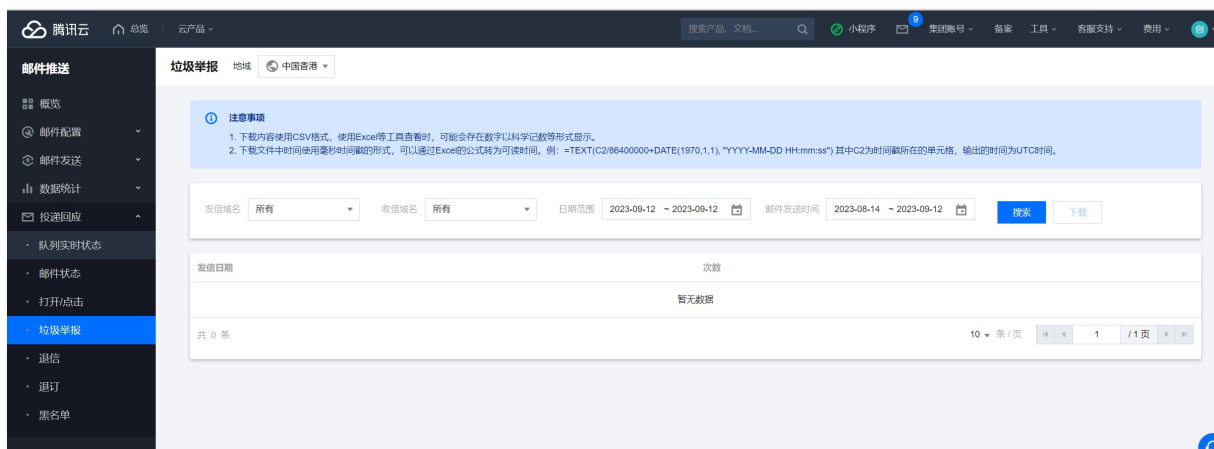 腾讯云 总览 云产品 搜索产品、文档... 小程序 9 集团账号 备案 工具 客服支持 费用 创
邮件推送
垃圾举报 地域 中国香港
概览
邮件配置
邮件发送
数据统计
投递回应
队列实时状态
邮件状态
打开/点击
垃圾举报
退信
退订
黑名单
注意事项
1. 下载内容使用CSV格式，使用Excel等工具查看时，可能会存在数字以科学记数等形式显示。
2. 下载文件中时间使用毫秒时间戳的形式，可以通过Excel的公式转为可读时间。例：=TEXT(C2/86400000+DATE(1970,1,1), "YYYY-MM-DD HH:mm:ss") 其中C2为时间戳所在的单元格，输出的时间为UTC时间。
发信域名 所有 收信域名 所有 日期范围 2023-09-12 ~ 2023-09-12 邮件发送时间 2023-08-14 ~ 2023-09-12 搜索 下载
发信日期 次数
暂无数据
共 0 条 10 条 / 页 1 / 1 页